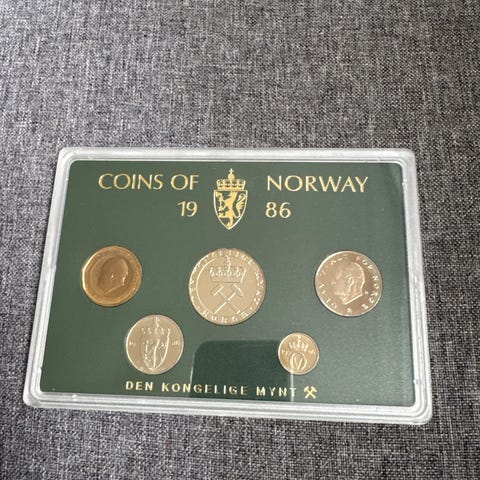 COINS OF NORWAY
19 86
DEN KONGELIGE MYNT